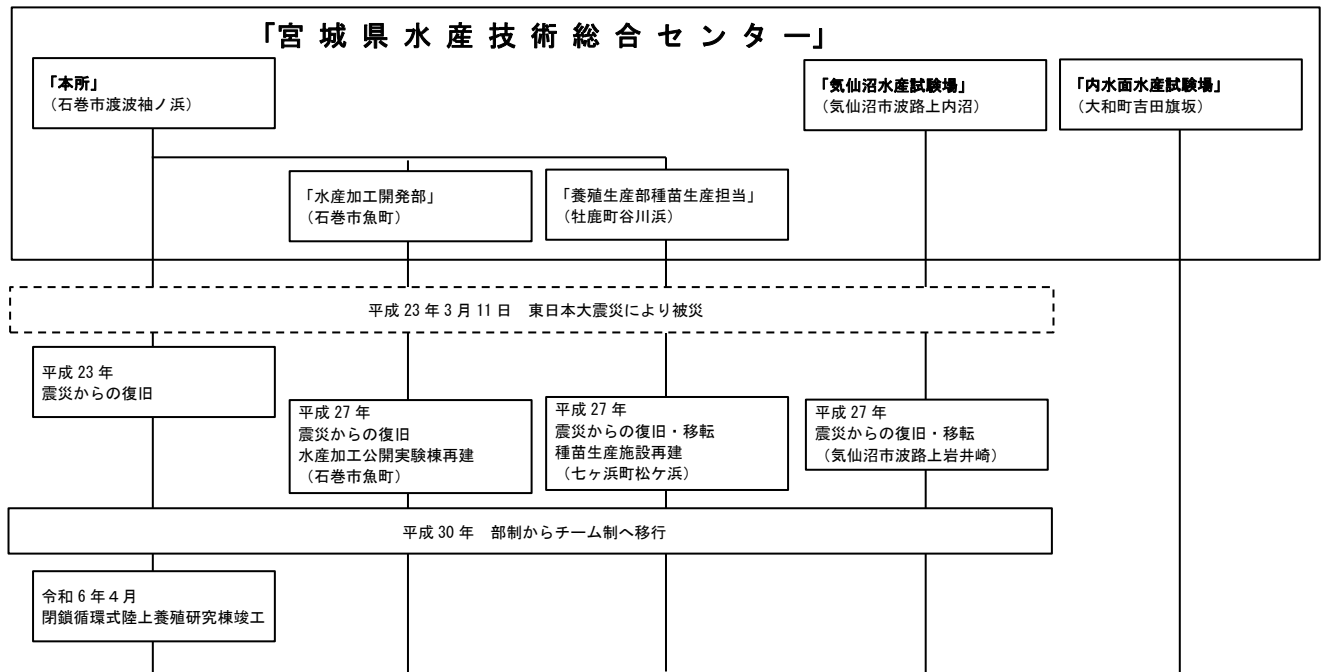 「宮城県水産技術総合センター」
「本所」
（石巻市渡波袖ノ浜）
「気仙沼水産試験場」
（気仙沼市波路上内沼）
「内水面水産試験場」
（大和町吉田旗坂）
「水産加工開発部」
（石巻市魚町）
「養殖生産部種苗生産担当」
（牡鹿町谷川浜）
平成23年3月11日　東日本大震災により被災
平成23年
震災からの復旧
平成27年
震災からの復旧
水産加工公開実験棟再建
（石巻市魚町）
平成27年
震災からの復旧・移転
種苗生産施設再建
（七ヶ浜町松ケ浜）
平成27年
震災からの復旧・移転
（気仙沼市波路上岩井崎）
平成30年　部制からチーム制へ移行
令和6年4月
閉鎖循環式陸上養殖研究棟竣工